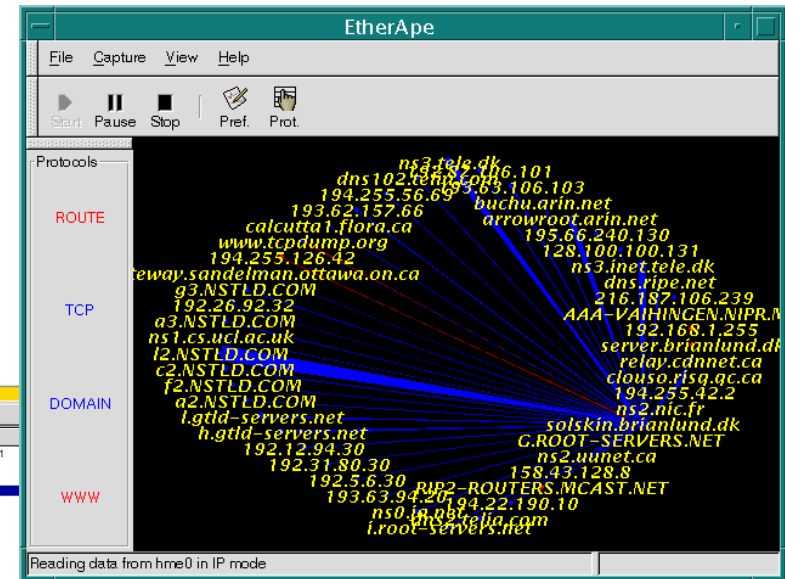 EtherApe
File Capture View Help
Start Pause Stop Pref. Prot.
Protocols
ROUTE
TCP
DOMAIN
WWW
ns3.tele.dk
106.101
dns102.telia.com
193.63.106.103
194.255.56.69
buchu.arin.net
193.62.157.66
arrowroot.arin.net
calcutta1.flora.ca
195.66.240.130
www.tcpdump.org
128.100.100.131
194.255.126.42
ns3.inet.tele.dk
teway.sandelman.ottawa.on.ca
dns.ripe.net
g3.NSTLD.COM
216.187.106.239
192.26.92.32
AAA-VAIHINGEN.NIPR.M
a3.NSTLD.COM
192.168.1.255
ns1.cs.ucl.ac.uk
server.brianlund.dk
l2.NSTLD.COM
relay.cdnnet.ca
c2.NSTLD.COM
clouso.risq.qc.ca
f2.NSTLD.COM
194.255.42.2
a2.NSTLD.COM
ns2.nic.fr
l.gtld-servers.net
solskin.brianlund.dk
h.gtld-servers.net
G.ROOT-SERVERS.NET
192.12.94.30
ns2.uunet.ca
192.31.80.30
158.43.128.8
192.5.6.30
RIP2-ROUTERS.MCAST.NET
193.63.94.20
194.22.190.10
ns0.ja.net
dns2.telia.com
i.root-servers.net
Reading data from hme0 in IP mode